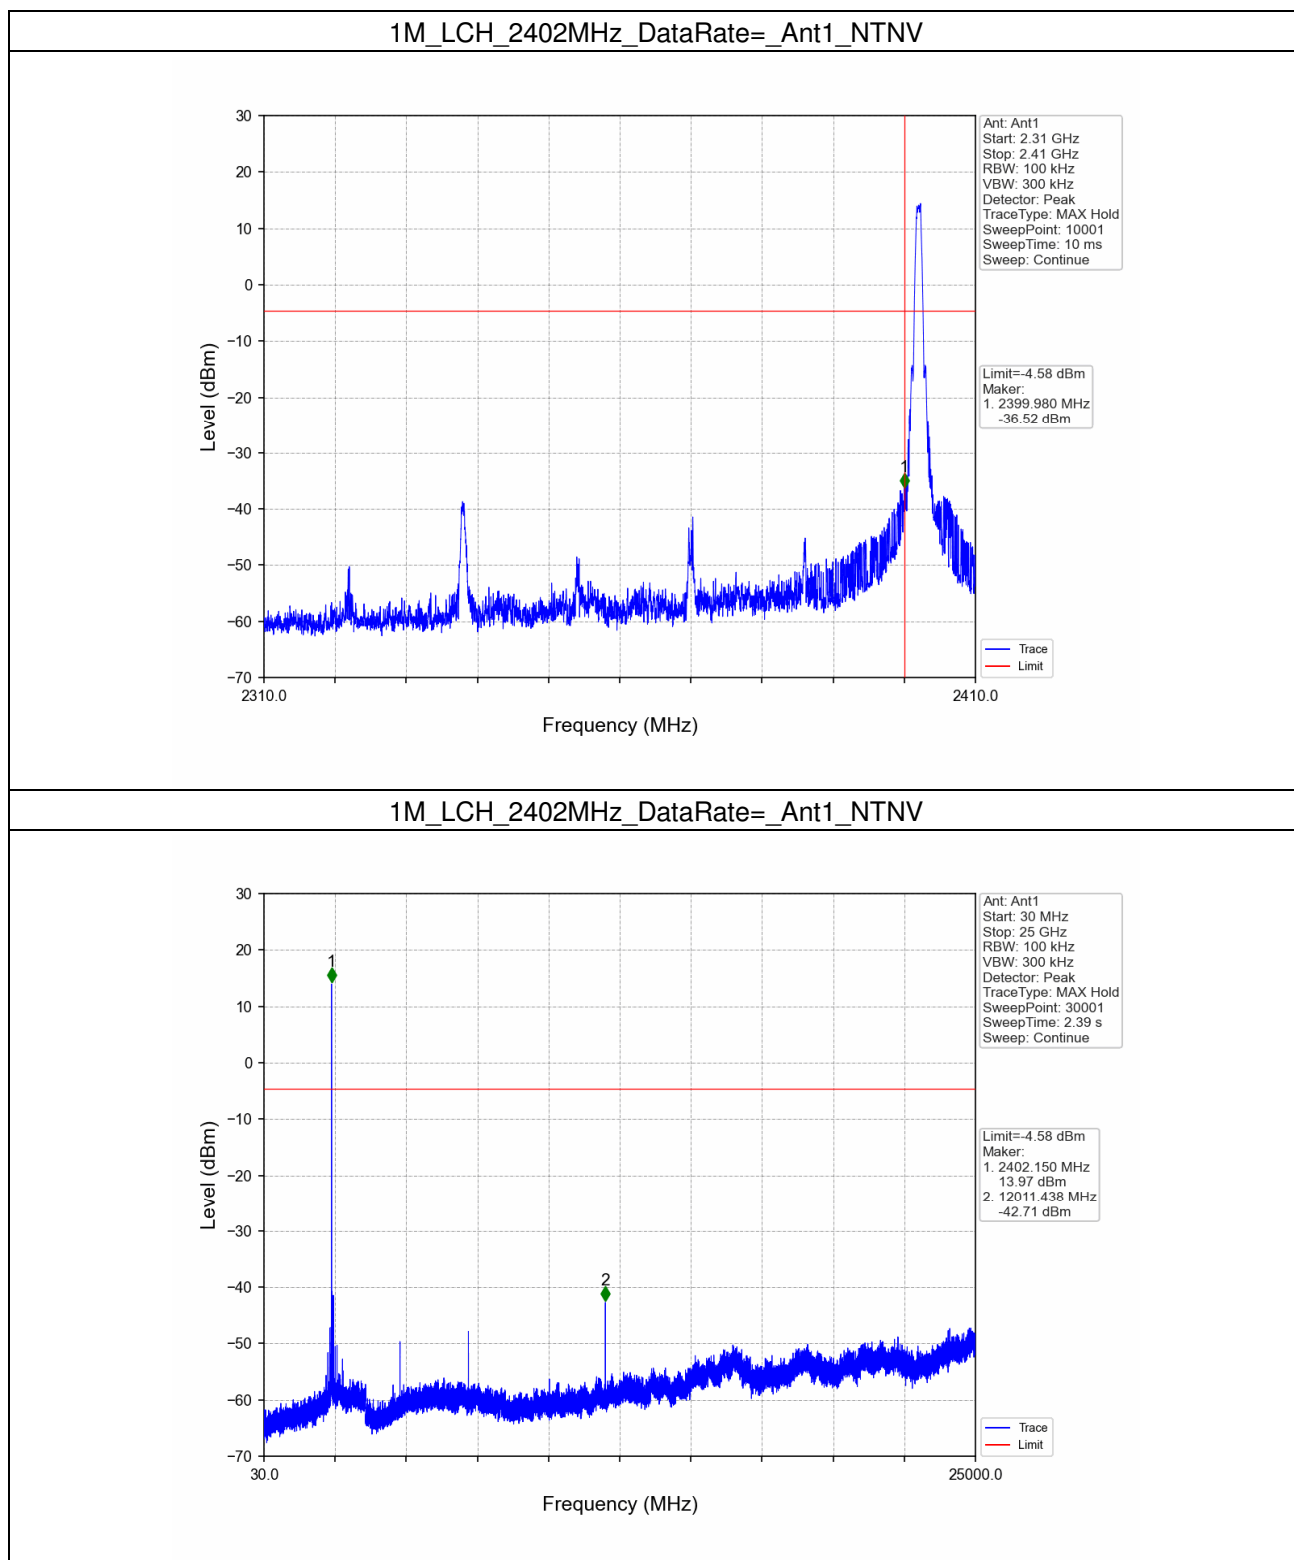 1M_LCH_2402MHz_DataRate=_Ant1_NTNV
30
20
10
0
−10
−20
−30
−40
−50
−60
−70
Level (dBm)
2310.0
2410.0
Frequency (MHz)
1
Ant: Ant1
Start: 2.31 GHz
Stop: 2.41 GHz
RBW: 100 kHz
VBW: 300 kHz
Detector: Peak
TraceType: MAX Hold
SweepPoint: 10001
SweepTime: 10 ms
Sweep: Continue
Limit=-4.58 dBm
Maker:
1. 2399.980 MHz
-36.52 dBm
Trace
Limit
1M_LCH_2402MHz_DataRate=_Ant1_NTNV
30
20
10
0
−10
−20
−30
−40
−50
−60
−70
Level (dBm)
30.0
25000.0
Frequency (MHz)
1
2
Ant: Ant1
Start: 30 MHz
Stop: 25 GHz
RBW: 100 kHz
VBW: 300 kHz
Detector: Peak
TraceType: MAX Hold
SweepPoint: 30001
SweepTime: 2.39 s
Sweep: Continue
Limit=-4.58 dBm
Maker:
1. 2402.150 MHz
13.97 dBm
2. 12011.438 MHz
-42.71 dBm
Trace
Limit